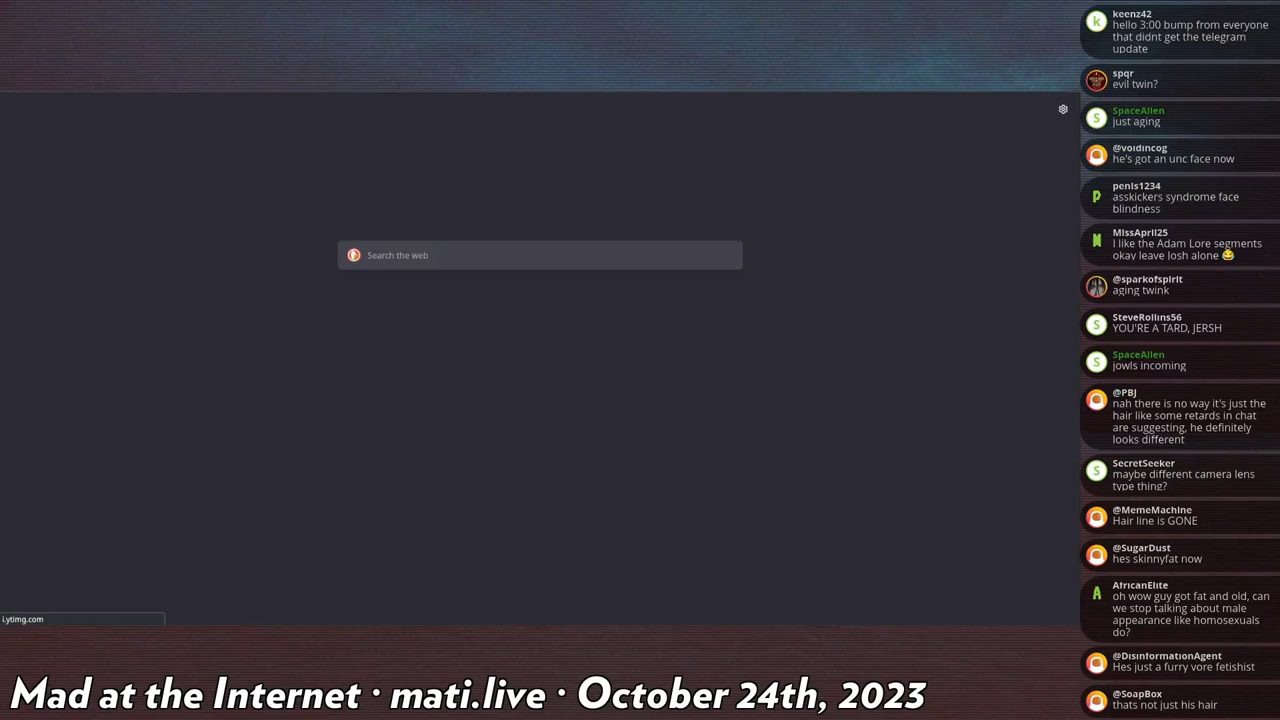 Search the web
i.ytimg.com
Mad at the Internet · mati.live · October 24th, 2023
keenz42
hello 3:00 bump from everyone
that didnt get the telegram
update
spqr
evil twin?
SpaceAlien
just aging
@voidincog
he's got an unc face now
penis1234
asskickers syndrome face
blindness
MissApril25
I like the Adam Lore segments
okay leave Josh alone 😂
@sparkofspirit
aging twink
SteveRollins56
YOU'RE A TARD, JERSH
SpaceAlien
jowls incoming
@PBJ
nah there is no way it's just the
hair like some retards in chat
are suggesting, he definitely
looks different
SecretSeeker
maybe different camera lens
type thing?
@MemeMachine
Hair line is GONE
@SugarDust
hes skinnyfat now
AfricanElite
oh wow guy got fat and old, can
we stop talking about male
appearance like homosexuals
do?
@DisinformationAgent
Hes just a furry vore fetishist
@SoapBox
thats not just his hair